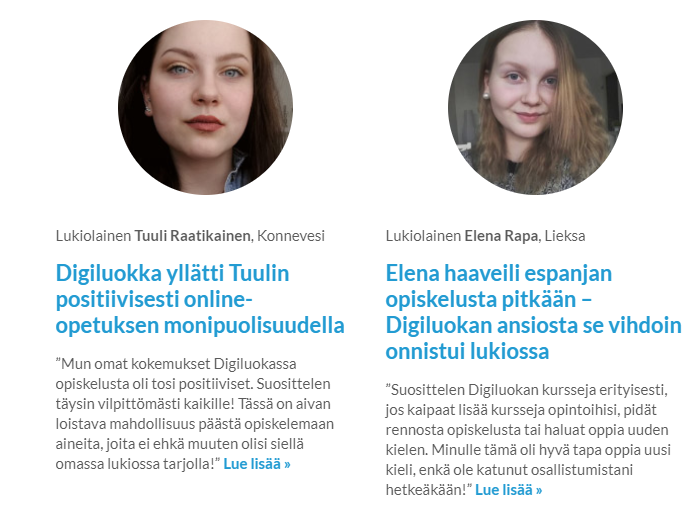 Lukiolainen Tuuli Raatikainen, Konnevesi
Digiluokka yllätti Tuulin
positiivisesti online-
opetuksen monipuolisuudella
”Mun omat kokemukset Digiluokassa
opiskelusta oli tosi positiiviset. Suosittelen
täysin vilpittömästi kaikille! Tässä on aivan
loistava mahdollisuus päästä opiskelemaan
aineita, joita ei ehkä muuten olisi siellä
omassa lukiossa tarjolla!” Lue lisää »
Lukiolainen Elena Rapa, Lieksa
Elena haaveili espanjan
opiskelusta pitkään –
Digiluokan ansiosta se vihdoin
onnistui lukiossa
”Suosittelen Digiluokan kursseja erityisesti,
jos kaipaat lisää kursseja opintoihisi, pidät
rennosta opiskelusta tai haluat oppia uuden
kielen. Minulle tämä oli hyvä tapa oppia uusi
kieli, enkä ole katunut osallistumistani
hetkeäkään!” Lue lisää »